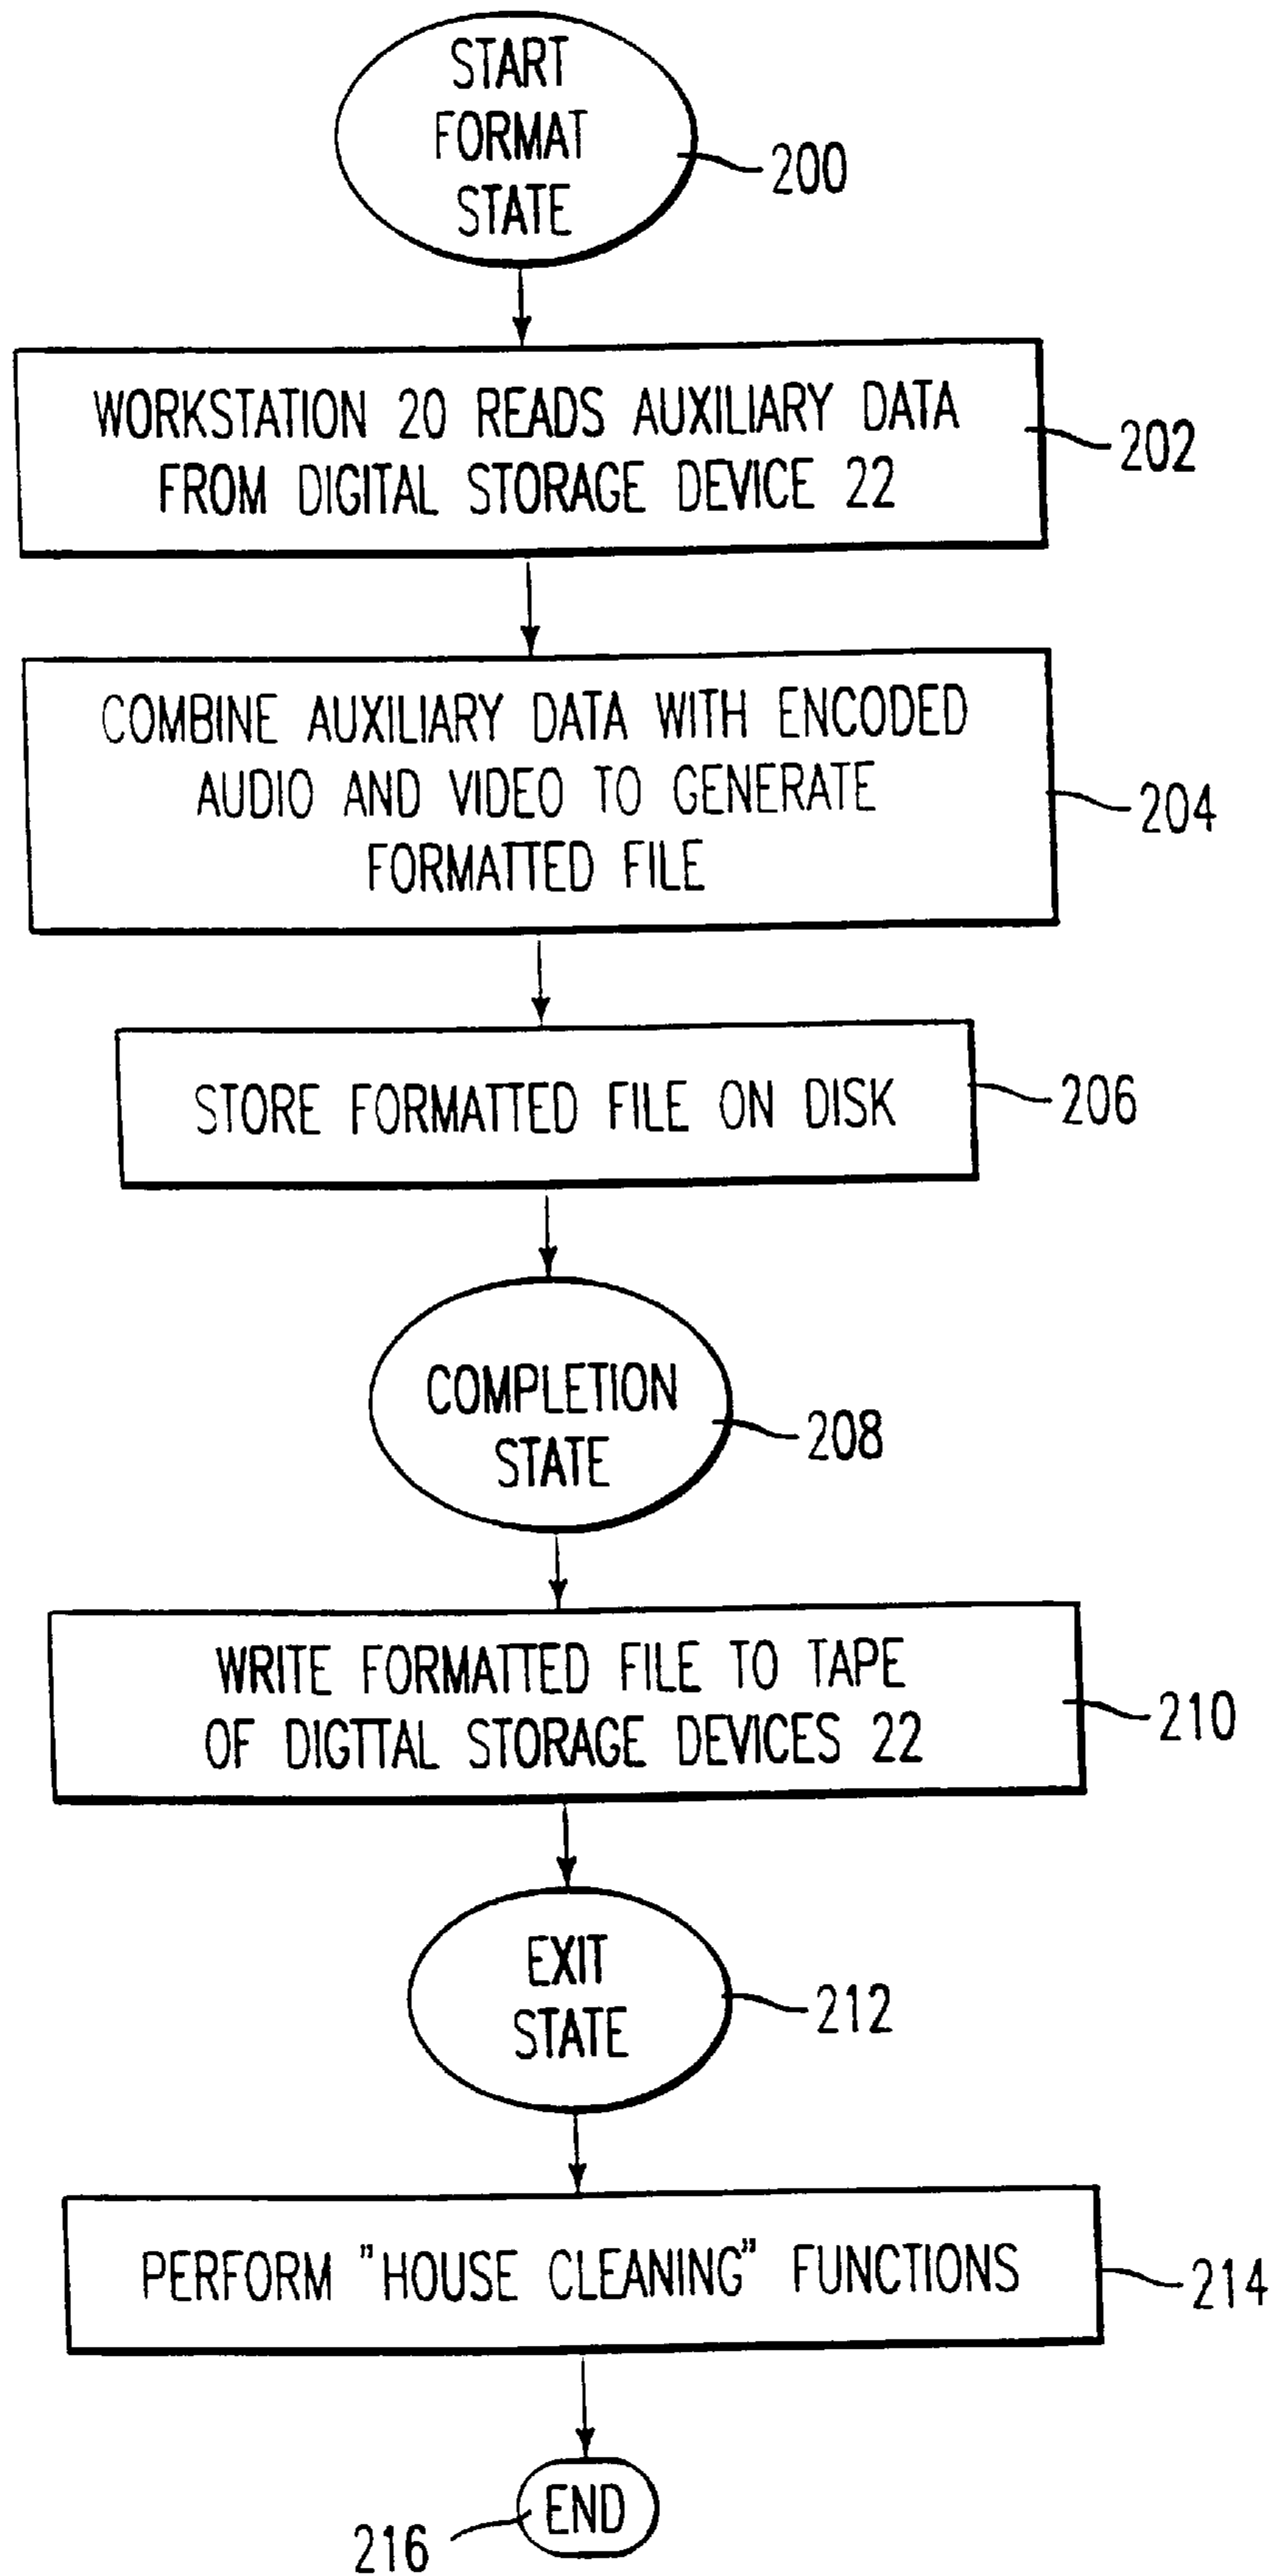 START
FORMAT
STATE
200
WORKSTATION 20 READS AUXILIARY DATA
FROM DIGITAL STORAGE DEVICE 22
202
COMBINE AUXILIARY DATA WITH ENCODED
AUDIO AND VIDEO TO GENERATE
FORMATTED FILE
204
STORE FORMATTED FILE ON DISK
206
COMPLETION
STATE
208
WRITE FORMATTED FILE TO TAPE
OF DIGTTAL STORAGE DEVICES 22
210
EXIT
STATE
212
PERFORM "HOUSE CLEANING" FUNCTIONS
214
END
216